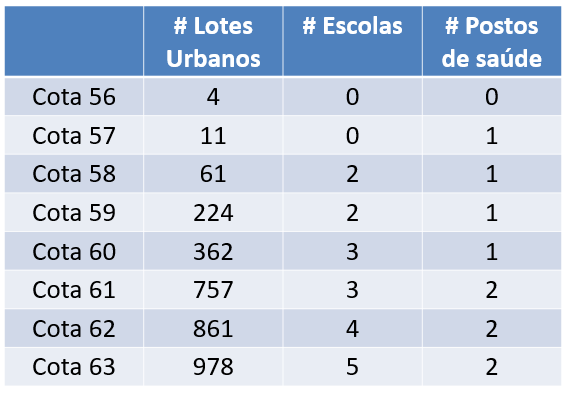 # Lotes Urbanos # Escolas # Postos de saúde
Cota 56 4 0 0
Cota 57 11 0 1
Cota 58 61 2 1
Cota 59 224 2 1
Cota 60 362 3 1
Cota 61 757 3 2
Cota 62 861 4 2
Cota 63 978 5 2